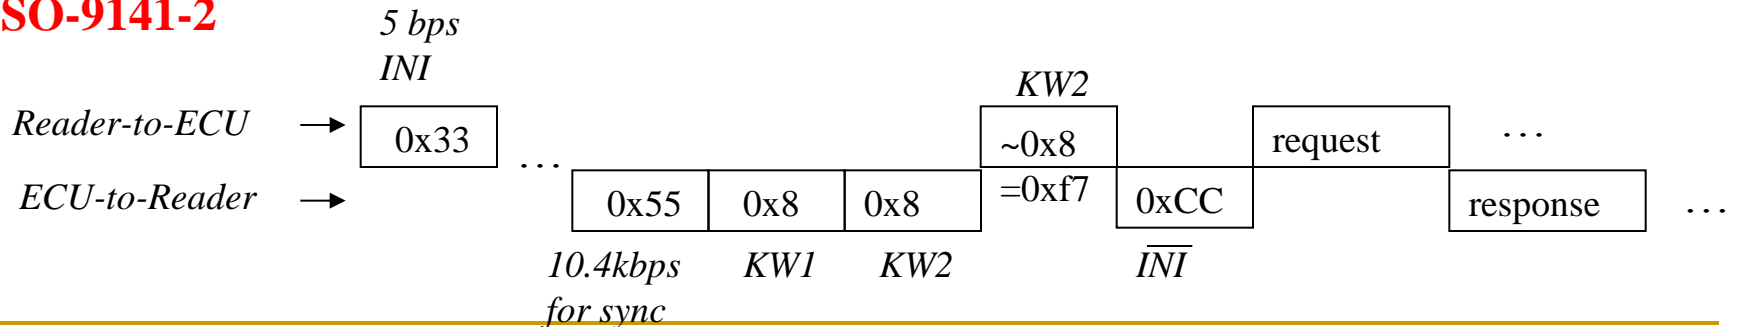 SO-9141-2
5 bps
INI
KW2
Reader-to-ECU
0x33
...
~0x8
=0xf7
request
...
ECU-to-Reader
0x55
0x8
0x8
0xCC
response
...
10.4kbps
for sync
KW1
KW2
INI